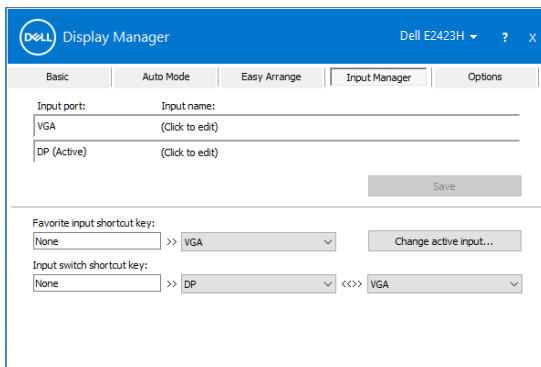 DELL Display Manager Dell E2423H ? X
Basic Auto Mode Easy Arrange Input Manager Options
Input port: Input name:
VGA (Click to edit)
DP (Active) (Click to edit)
Save
Favorite input shortcut key:
None >> VGA Change active input...
Input switch shortcut key:
None >> DP <<>> VGA